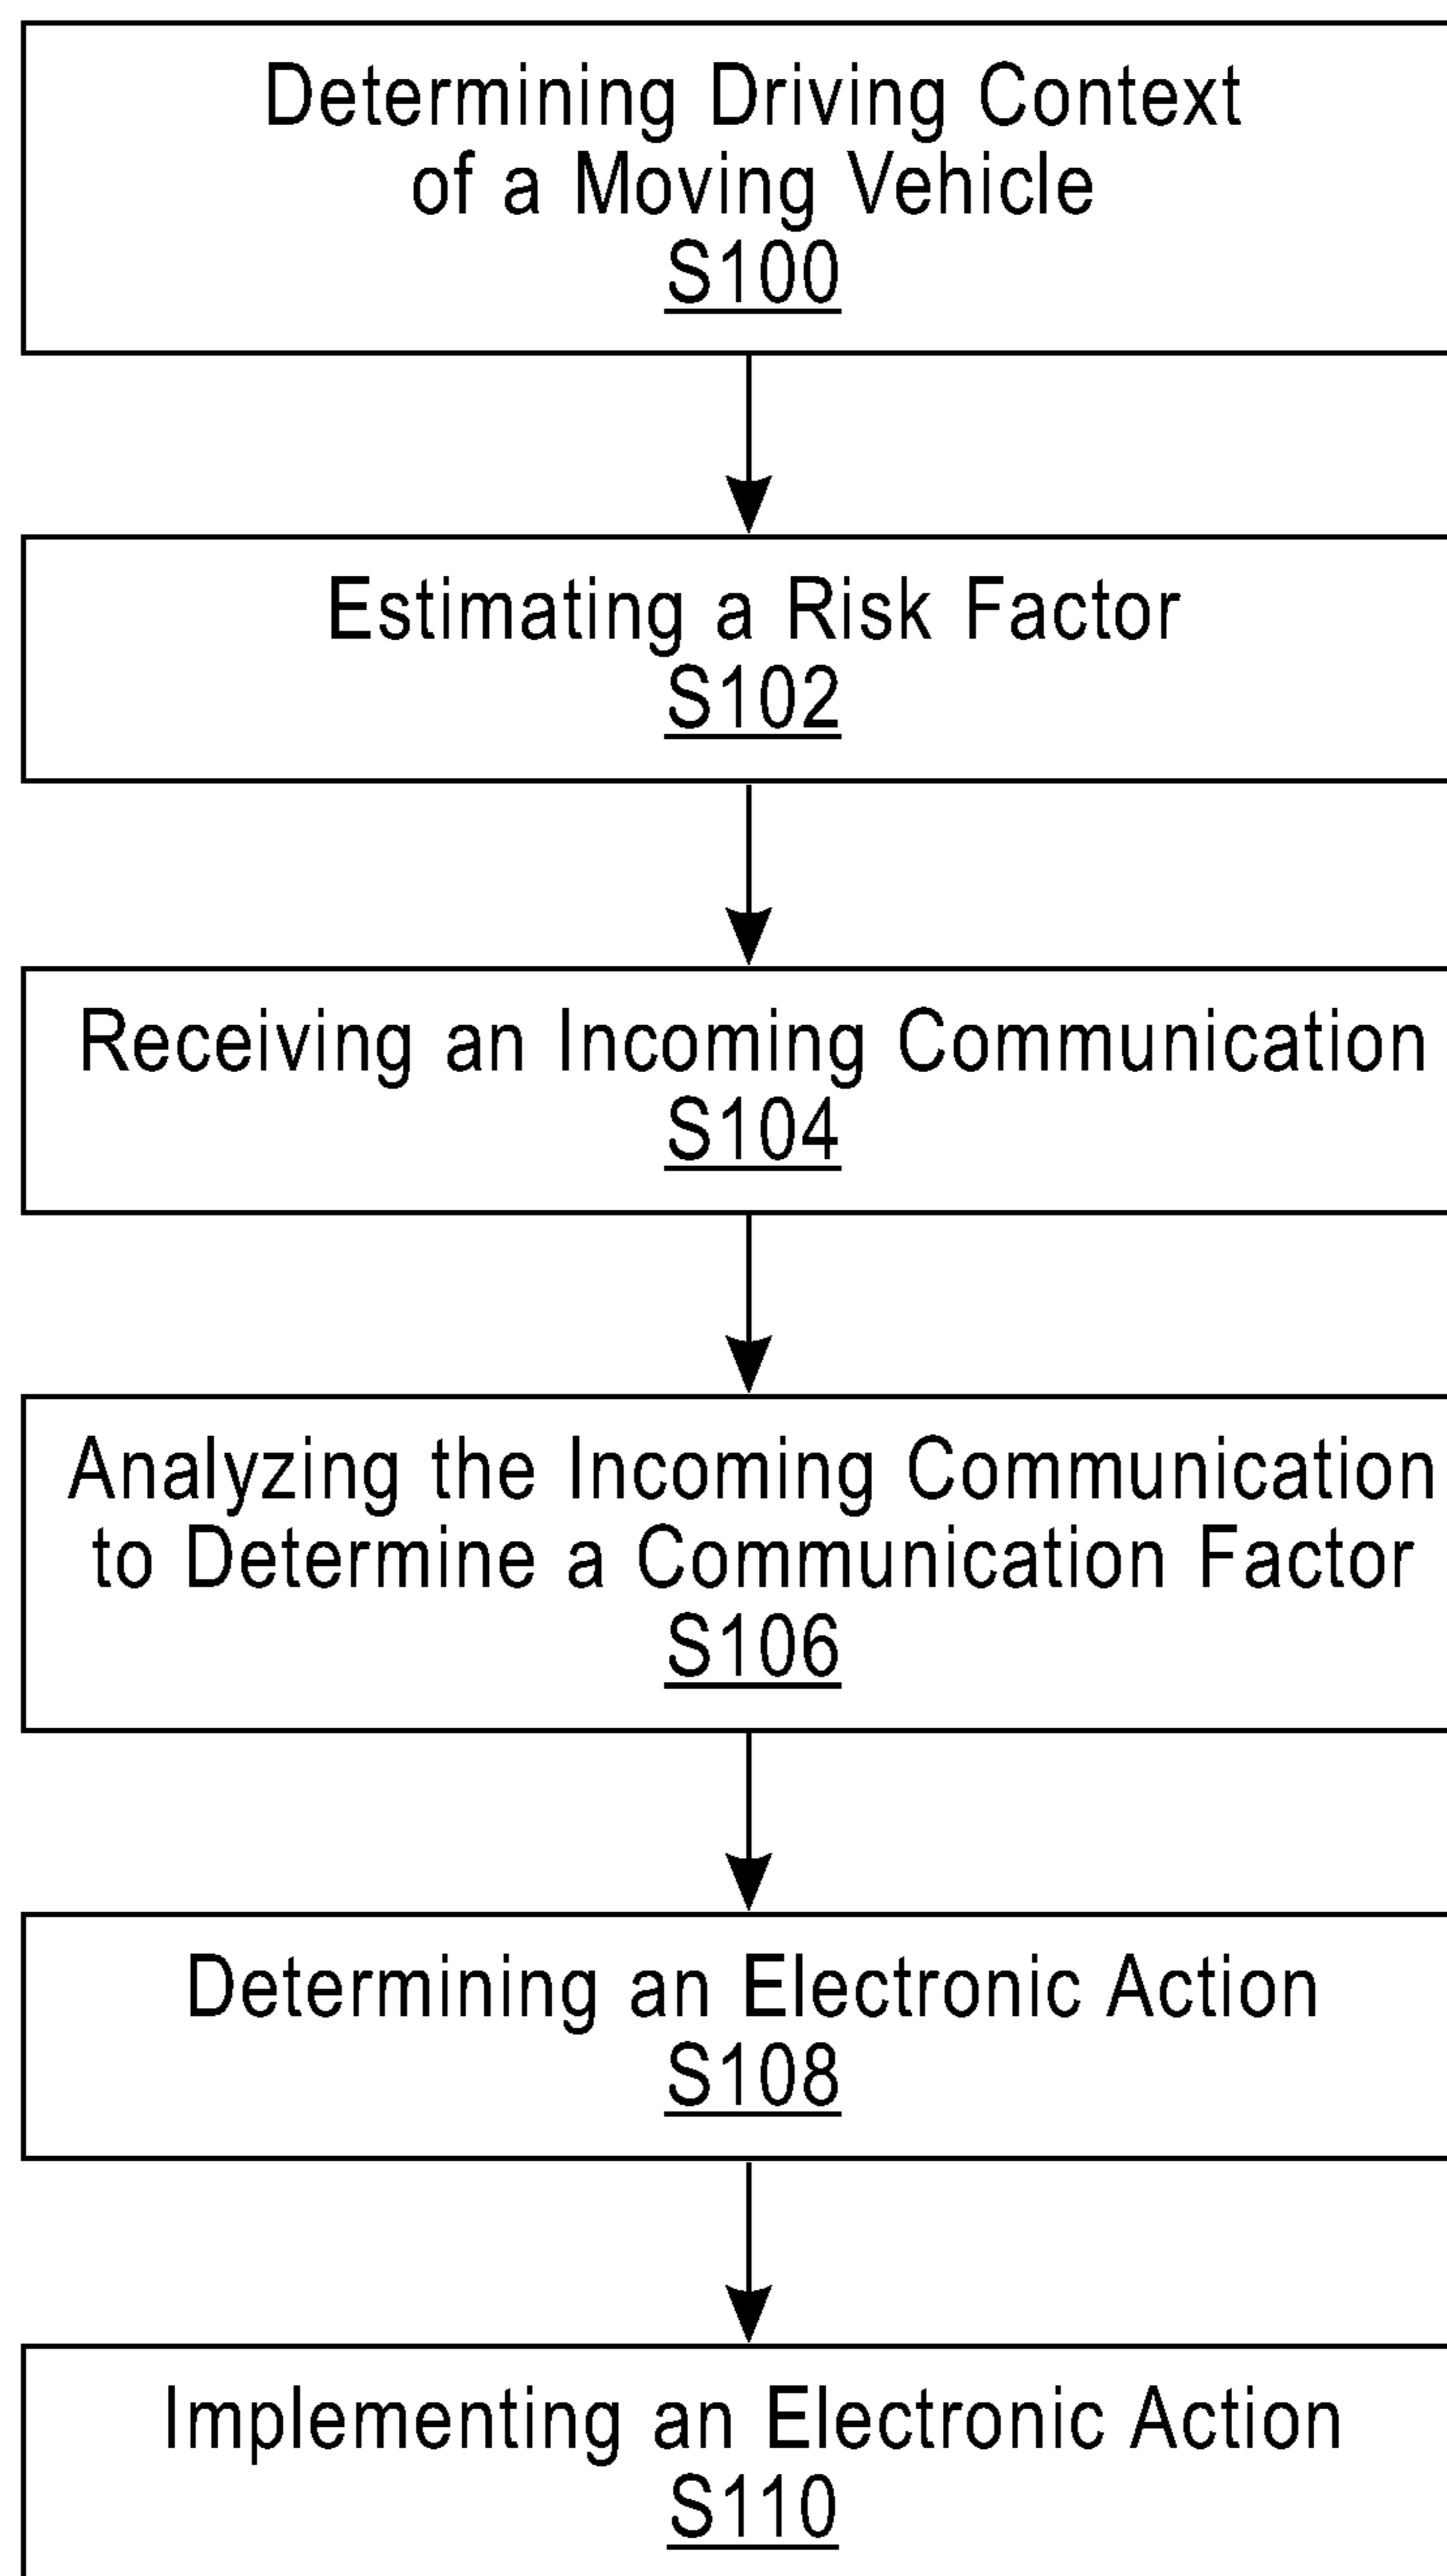 Determining Driving Context
of a Moving Vehicle
S100
Estimating a Risk Factor
S102
Receiving an Incoming Communication
S104
Analyzing the Incoming Communication
to Determine a Communication Factor
S106
Determining an Electronic Action
S108
Implementing an Electronic Action
S110